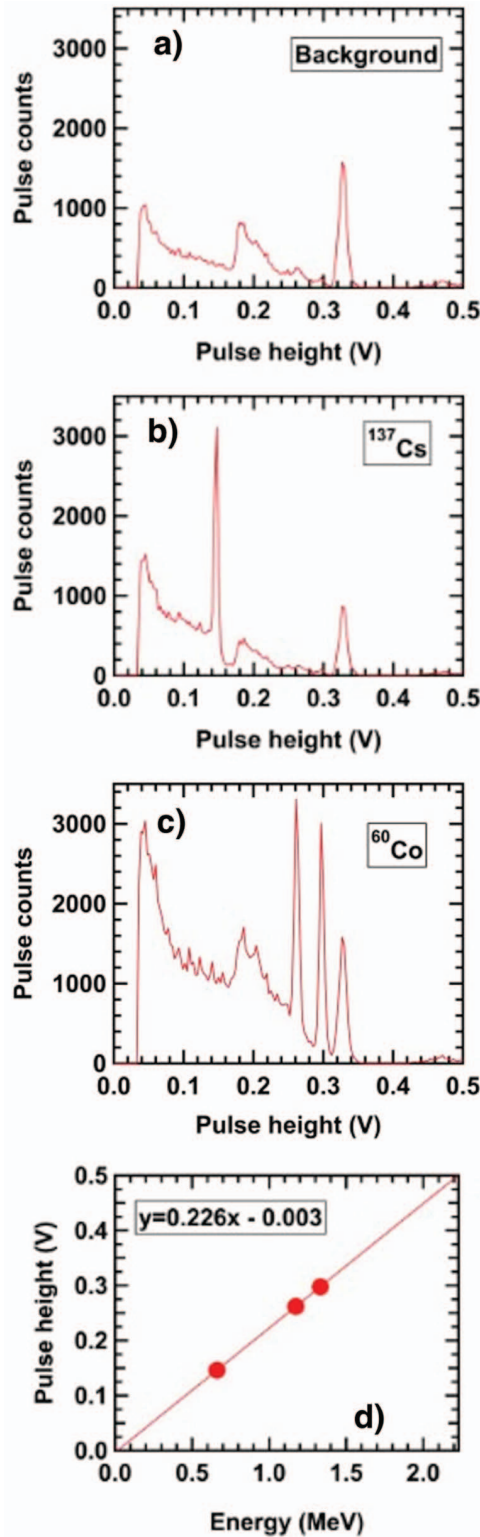 a)
Background
3000
2000
1000
0
Pulse counts
0.0 0.1 0.2 0.3 0.4 0.5
Pulse height (V)
b)
137Cs
3000
2000
1000
0
Pulse counts
0.0 0.1 0.2 0.3 0.4 0.5
Pulse height (V)
c)
60Co
3000
2000
1000
0
Pulse counts
0.0 0.1 0.2 0.3 0.4 0.5
Pulse height (V)
y=0.226x - 0.003
0.5
0.4
0.3
0.2
0.1
0.0
Pulse height (V)
d)
0.0 0.5 1.0 1.5 2.0
Energy (MeV)